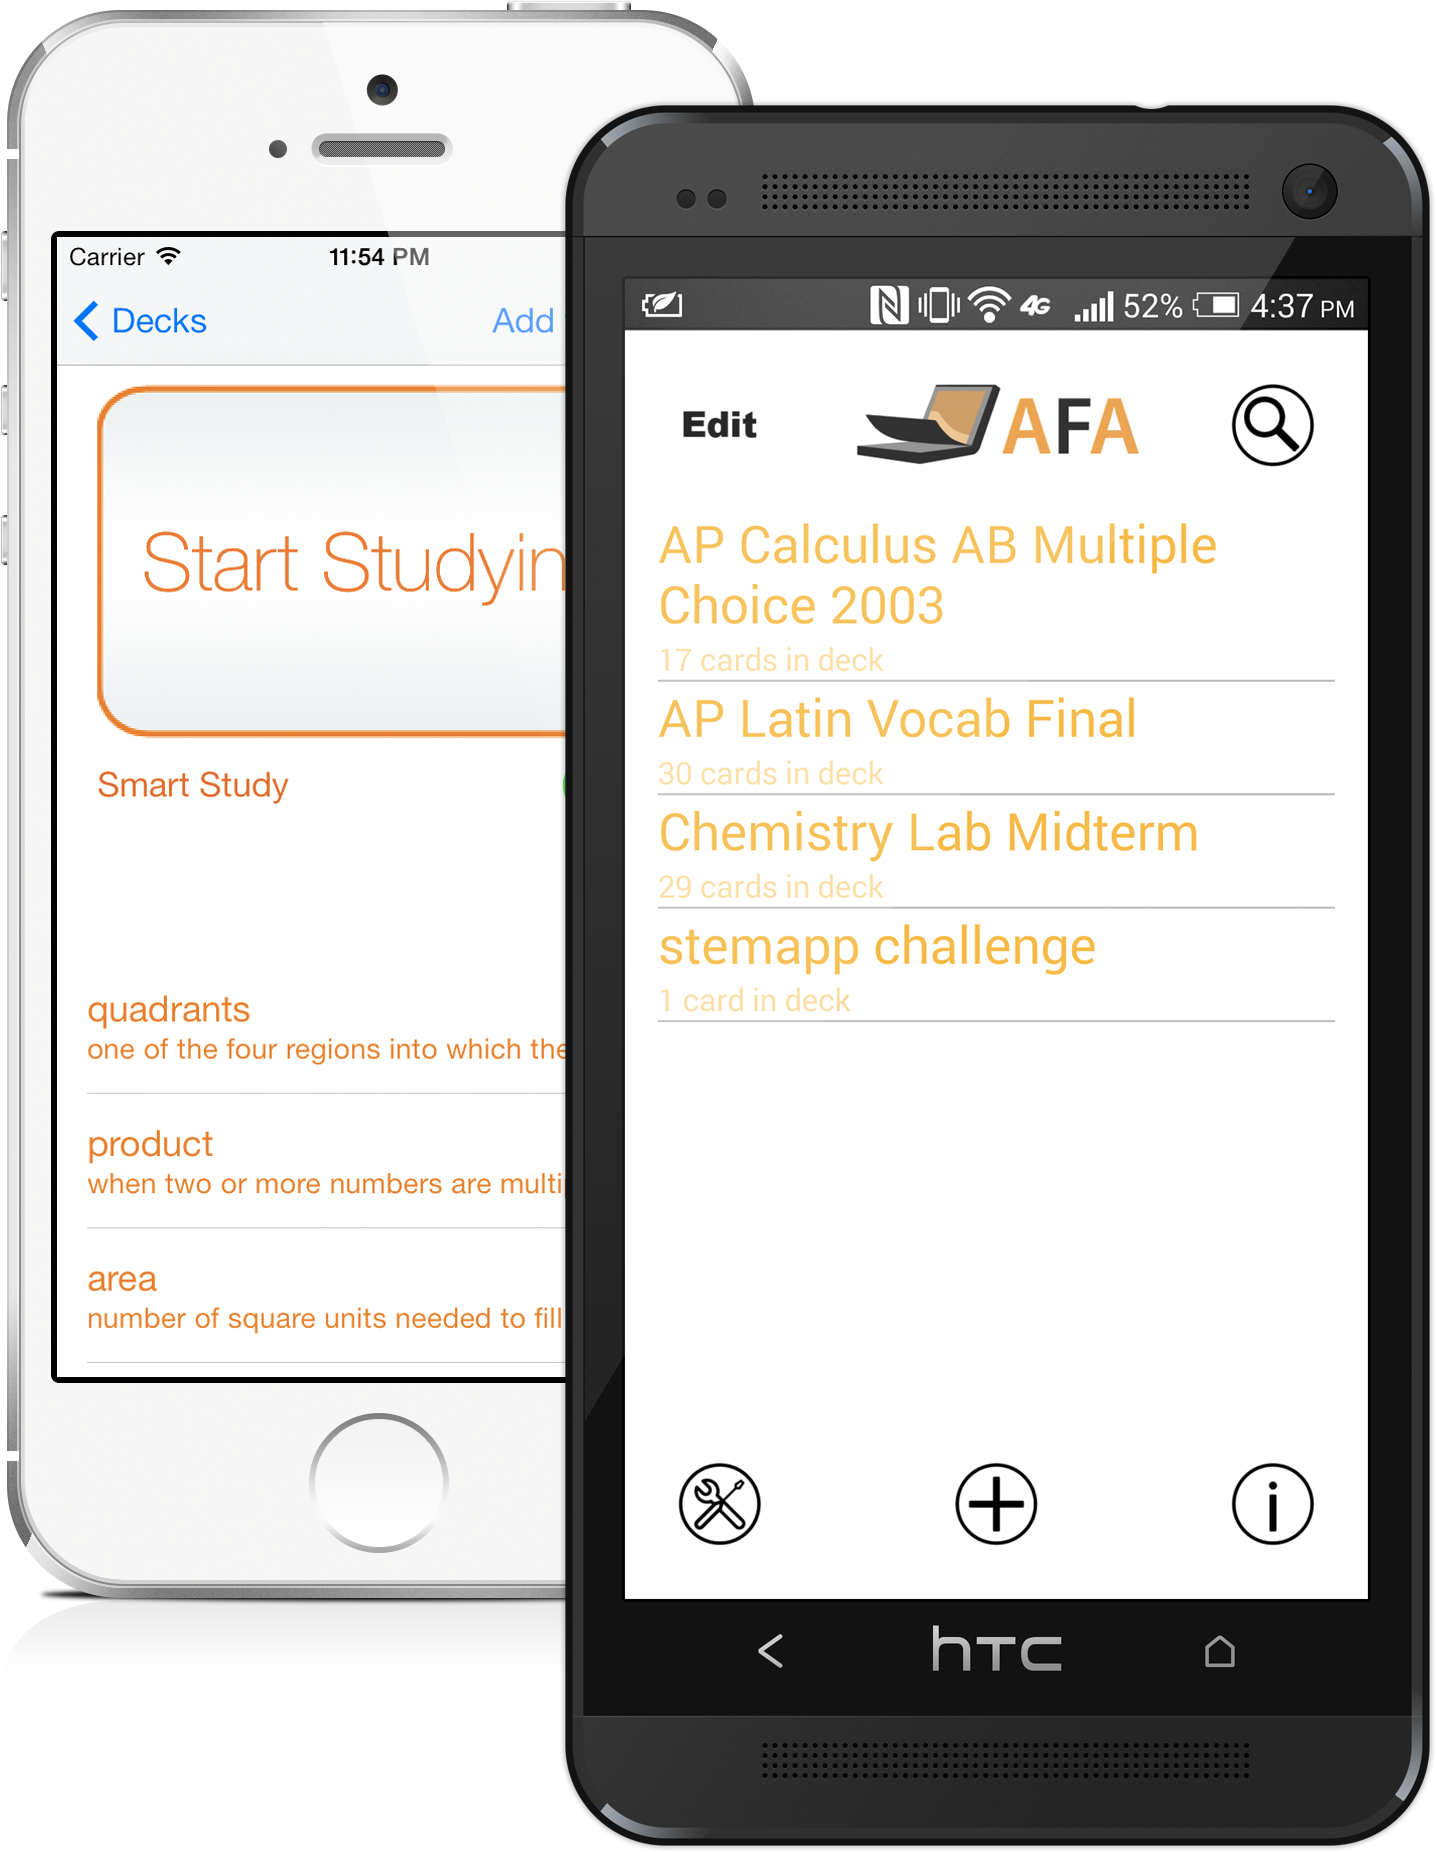 Carrier
11:54 PM
Decks
Add
Start Studyin
Smart Study
quadrants
one of the four regions into which the
product
when two or more numbers are multi
area
number of square units needed to fill
4G
52%
4:37 PM
Edit
AFA
AP Calculus AB Multiple
Choice 2003
17 cards in deck
AP Latin Vocab Final
30 cards in deck
Chemistry Lab Midterm
29 cards in deck
stemapp challenge
1 card in deck
hTC